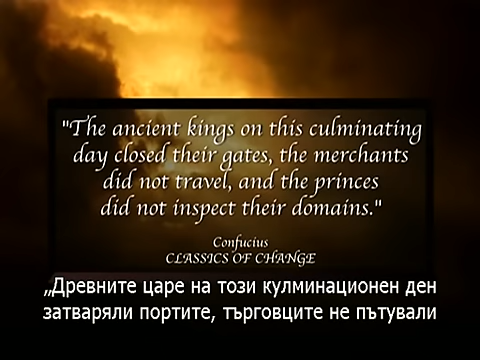 "The ancient kings on this culminating
day closed their gates, the merchants
did not travel, and the princes
did not inspect their domains."
Confucius
CLASSICS OF CHANGE
„Древните царе на този кулминационен ден
затваряли портите, търговците не пътували